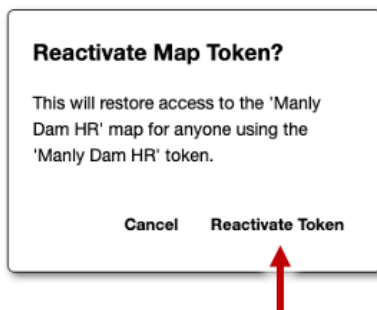 Reactivate Map Token?
This will restore access to the 'Manly
Dam HR' map for anyone using the
'Manly Dam HR' token.
Cancel Reactivate Token